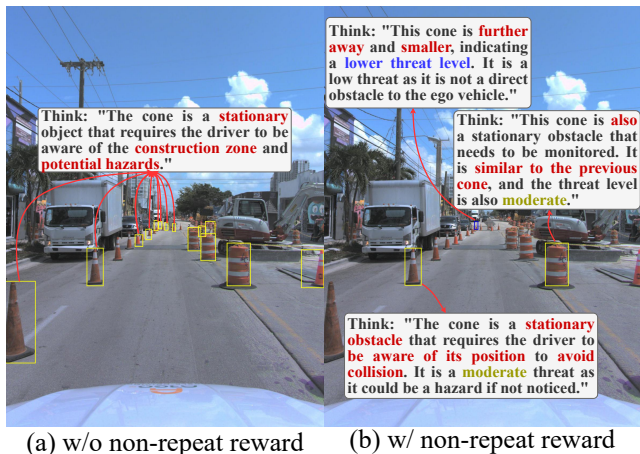 Think: "The cone is a stationary
object that requires the driver to be
aware of the construction zone and
potential hazards."
(a) w/o non-repeat reward
Think: "This cone is further
away and smaller, indicating
a lower threat level. It is a
low threat as it is not a direct
obstacle to the ego vehicle."
Think: "This cone is also
a stationary obstacle that
needs to be monitored. It
is similar to the previous
cone, and the threat level
is also moderate."
Think: "The cone is a stationary
obstacle that requires the driver to
be aware of its position to avoid
collision. It is a moderate threat as
it could be a hazard if not noticed."
(b) w/ non-repeat reward